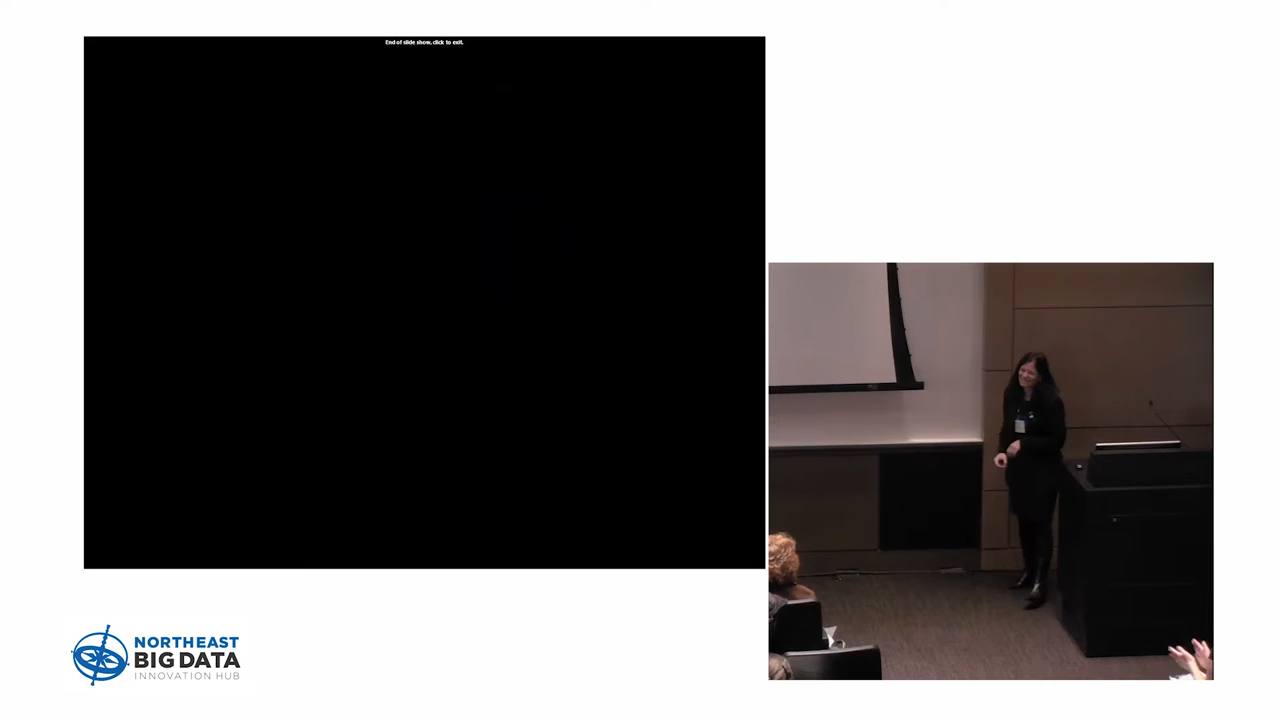 End of slide show, click to exit.
NORTHEAST
BIG DATA
INNOVATION HUB